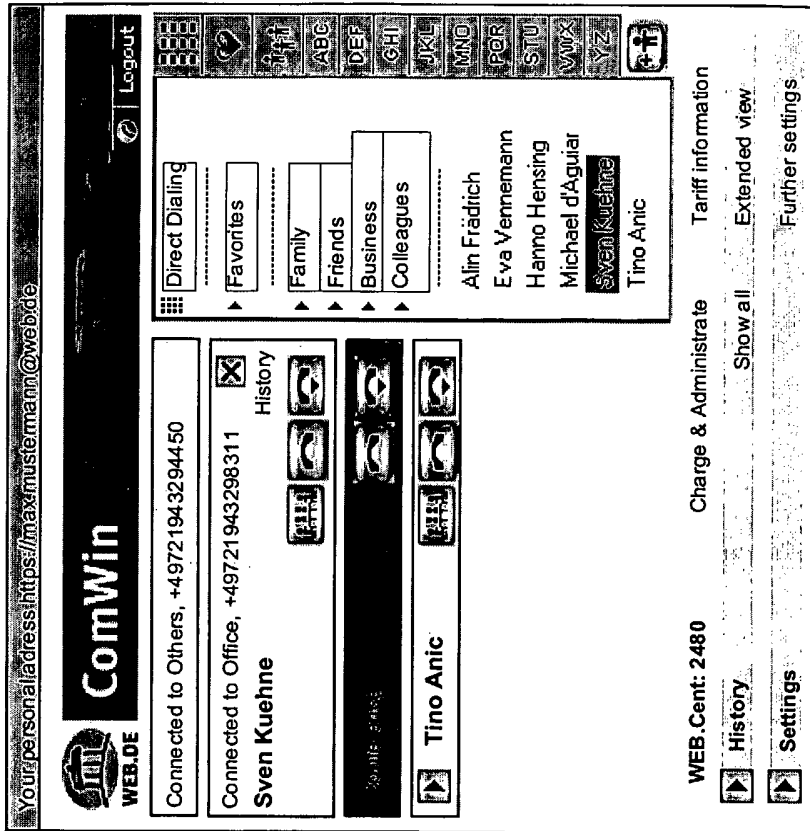 Your personal adress:https://max.mustermann@web.de
WEB.DE
ComWin
Logout
Connected to Others, +49721943294450
Connected to Office, +49721943298311
Sven Kuehne
History
Tino Anic
Direct Dialing
Favorites
Family
Friends
Business
Colleagues
Alin Frädrich
Eva Vennemann
Hanno Hensing
Michael d'Aguiar
Sven Kuehne
Tino Anic
ABC
DEF
GHI
JKL
MNO
PQR
STU
VWX
YZ
WEB.Cent: 2480
Charge & Administrate
Tariff information
History
Show all
Extended view
Settings
Further settings